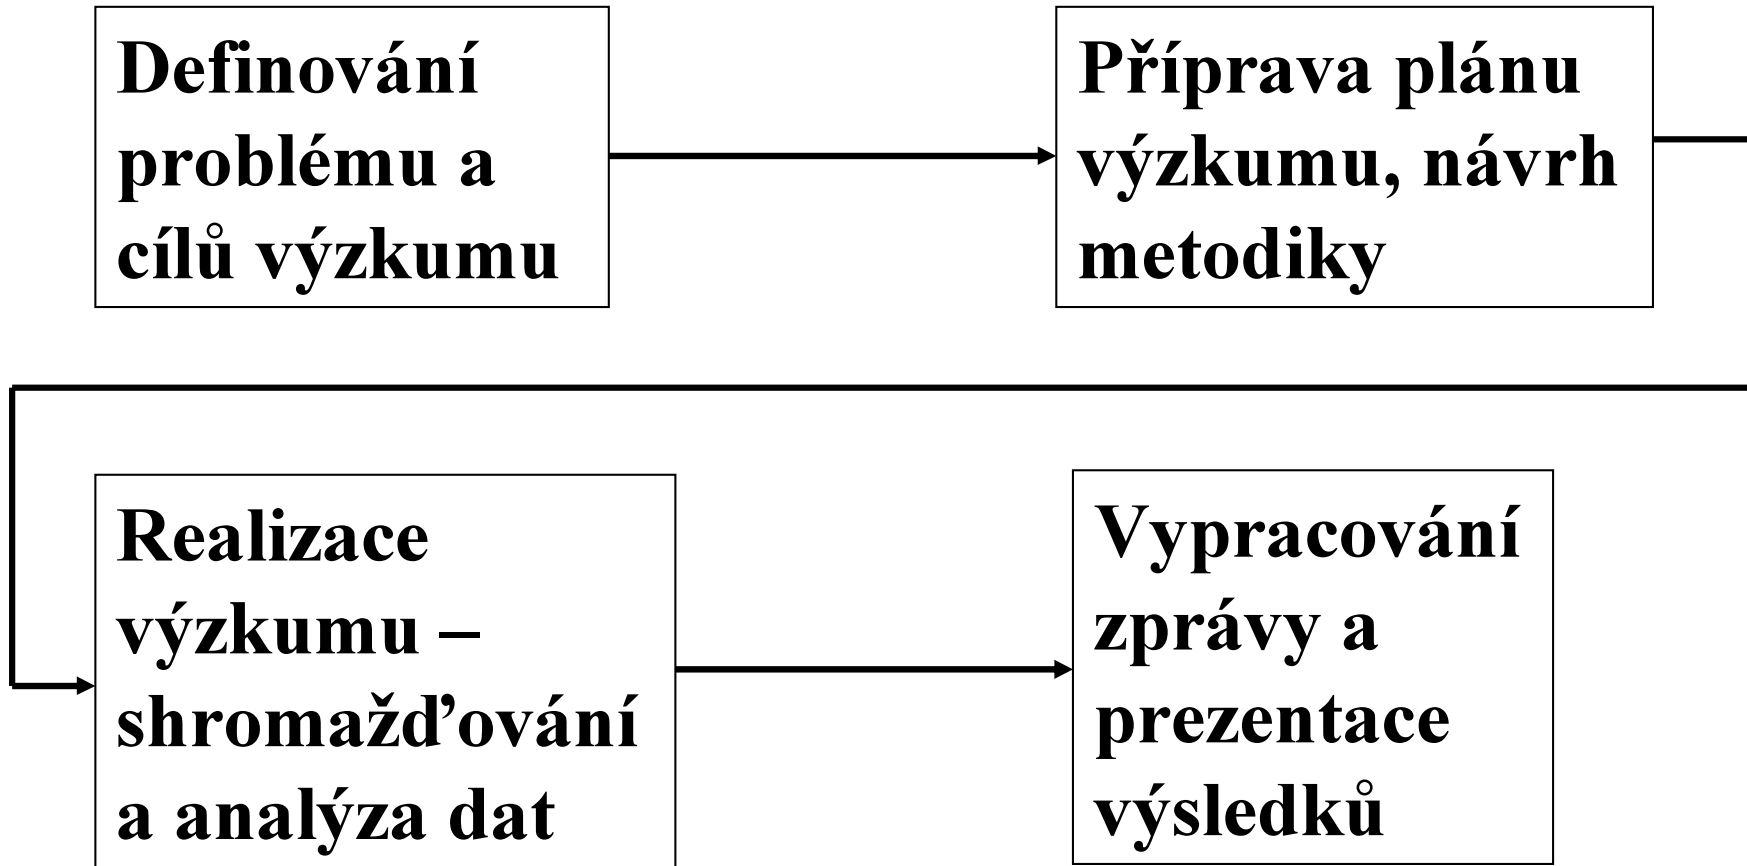 Definování
problému a
cílů výzkumu
Příprava plánu
výzkumu, návrh
metodiky
Realizace
výzkumu –
shromažďování
a analýza dat
Vypracování
zprávy a
prezentace
výsledků